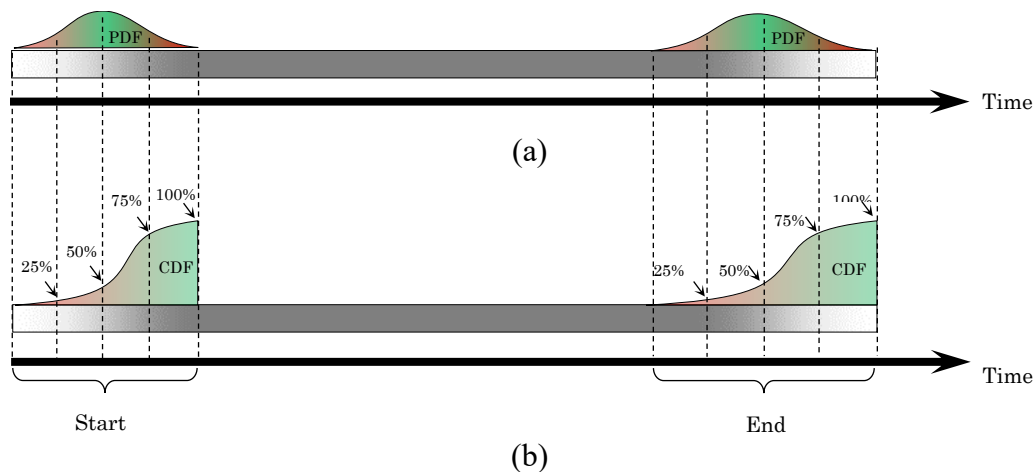 PDF
PDF
Time
(a)
100%
75%
50%
25%
CDF
100%
75%
50%
25%
CDF
Time
Start
End
(b)